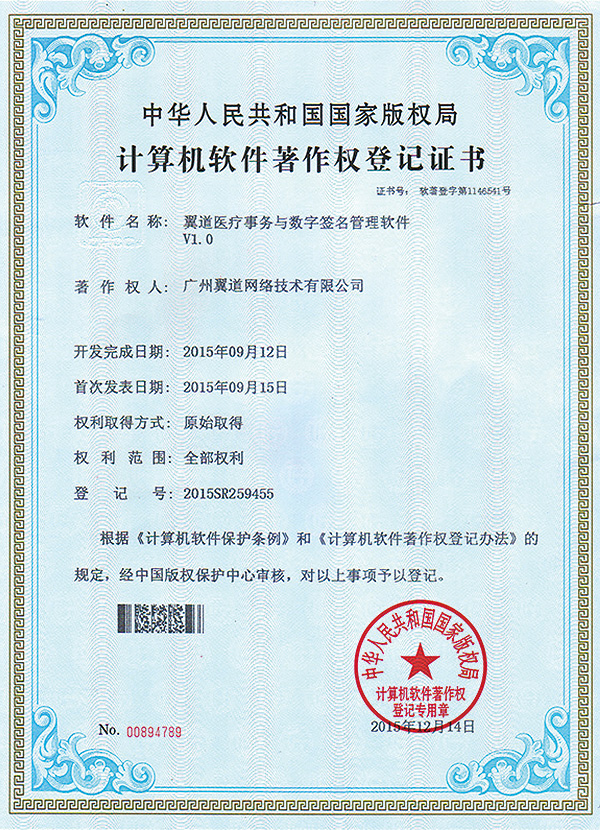 中华人民共和国国家版权局
计算机软件著作权登记证书
证书号: 软著登字第1146541号
软件名称: 翼道医疗事务与数字签名管理软件
V1.0
著作权人: 广州翼道网络技术有限公司
开发完成日期: 2015年09月12日
首次发表日期: 2015年09月15日
权利取得方式: 原始取得
权利范围: 全部权利
登记号: 2015SR259455
根据《计算机软件保护条例》和《计算机软件著作权登记办法》的
规定，经中国版权保护中心审核，对以上事项予以登记。
中华人民共和国国家版权局
计算机软件著作权
登记专用章
No. 00894789
2015年12月14日